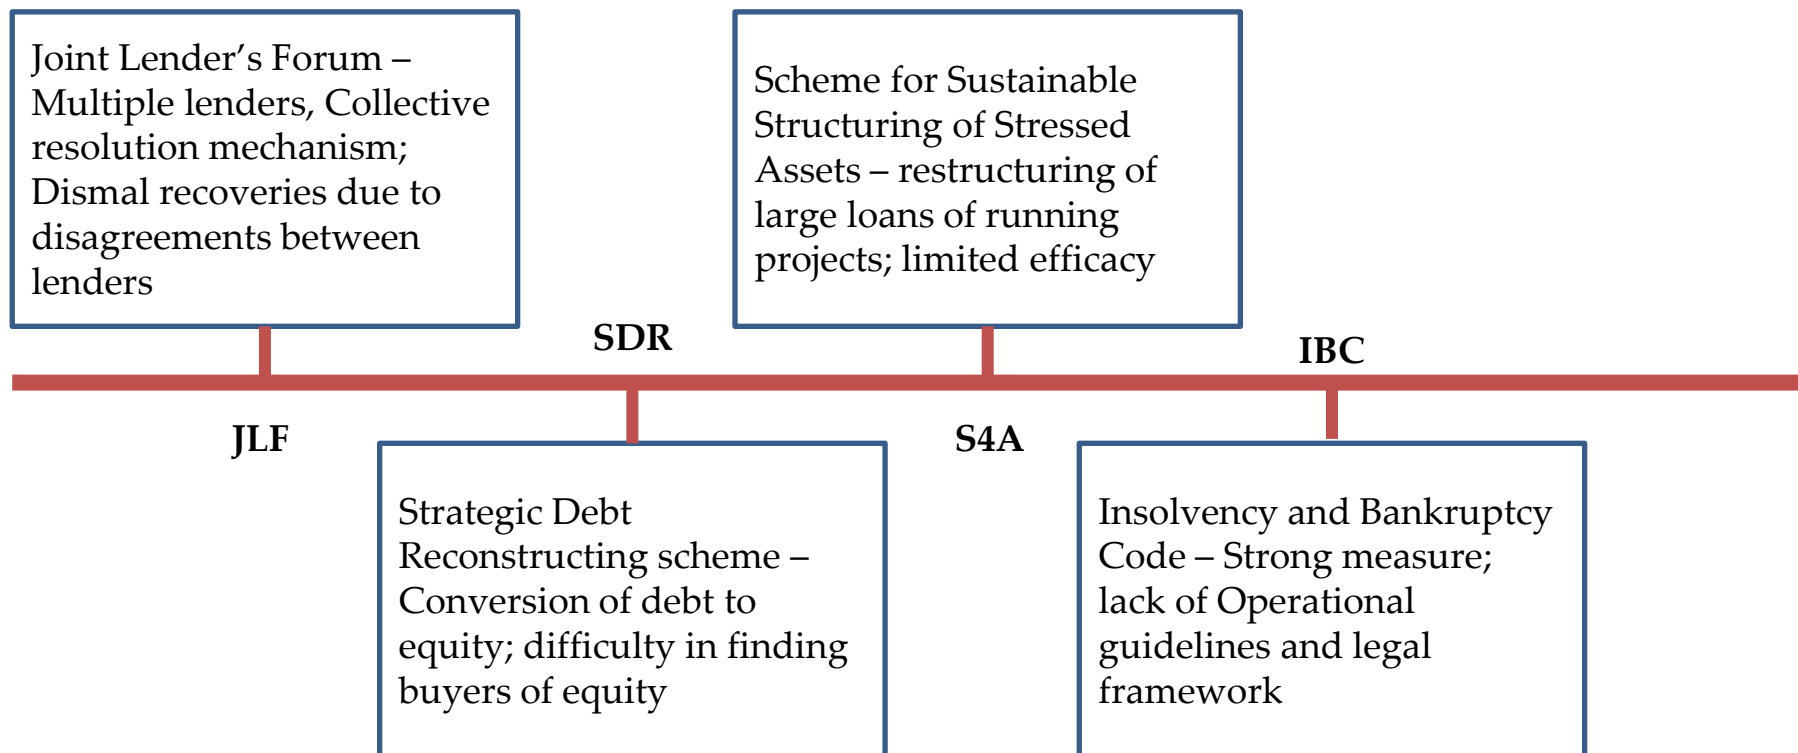 Joint Lender’s Forum –
Multiple lenders, Collective
resolution mechanism;
Dismal recoveries due to
disagreements between
lenders
Scheme for Sustainable
Structuring of Stressed
Assets – restructuring of
large loans of running
projects; limited efficacy
SDR
IBC
JLF
S4A
Strategic Debt
Reconstructing scheme –
Conversion of debt to
equity; difficulty in finding
buyers of equity
Insolvency and Bankruptcy
Code – Strong measure;
lack of Operational
guidelines and legal
framework